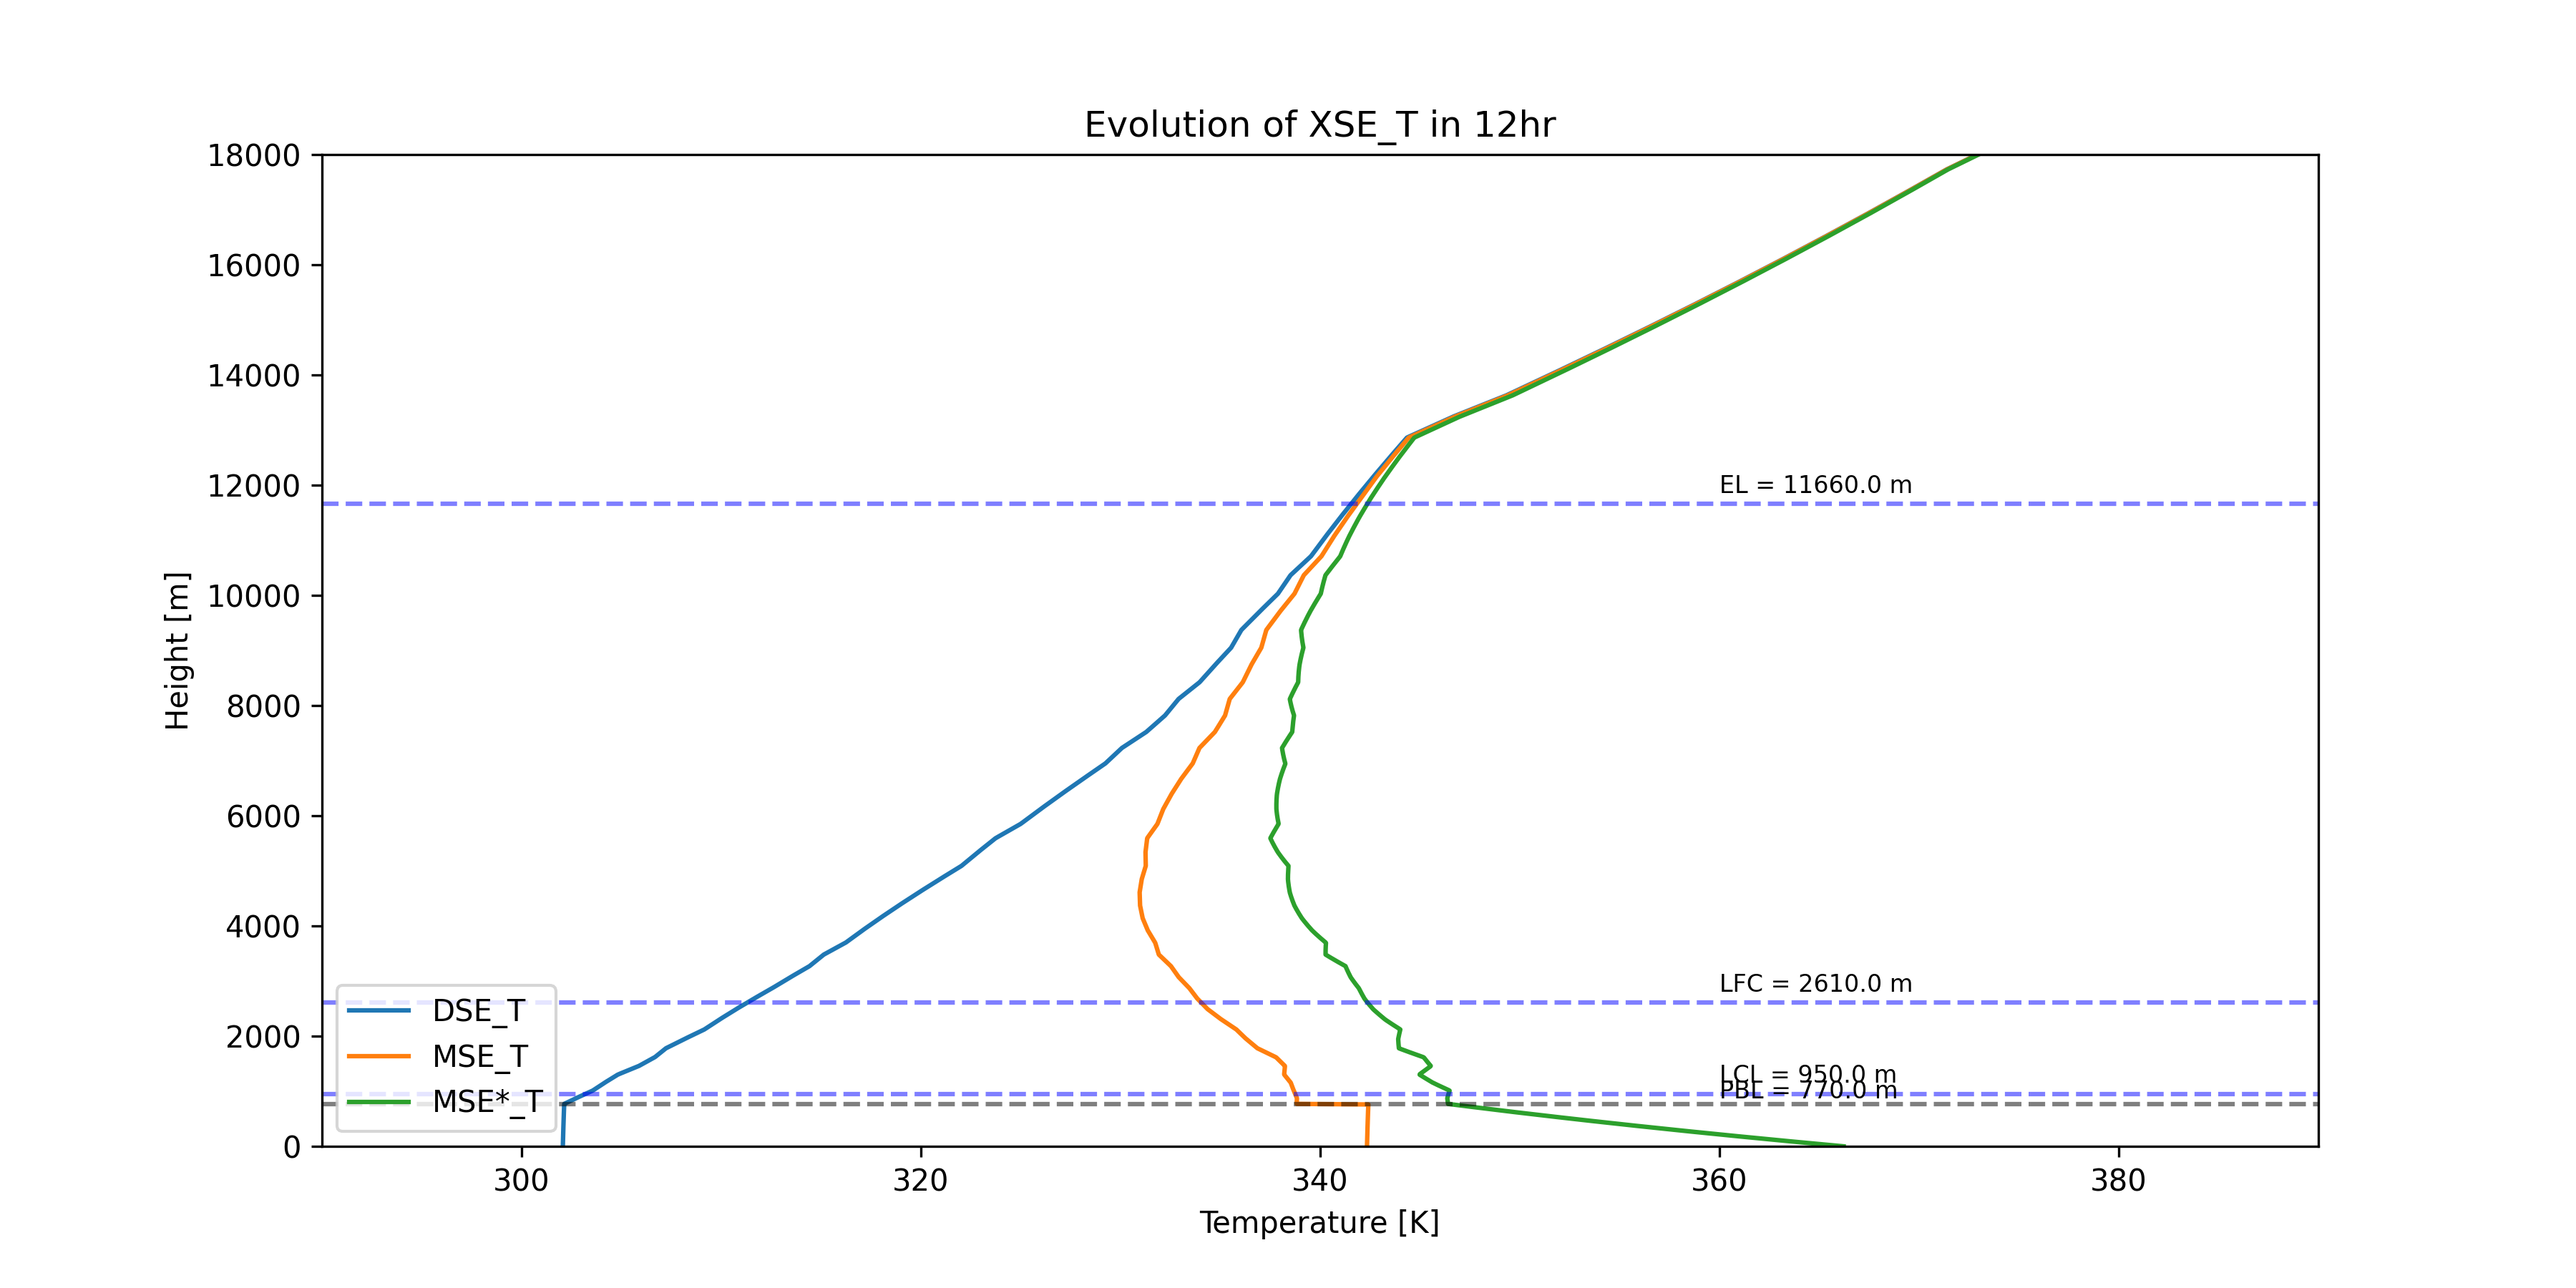 Evolution of XSE_T in 12hr
18000
16000
14000
12000
10000
8000
6000
4000
2000
0
Height [m]
EL = 11660.0 m
LFC = 2610.0 m
LCL = 950.0 m
PBL = 770.0 m
DSE_T
MSE_T
MSE*_T
300 320 340 360 380
Temperature [K]